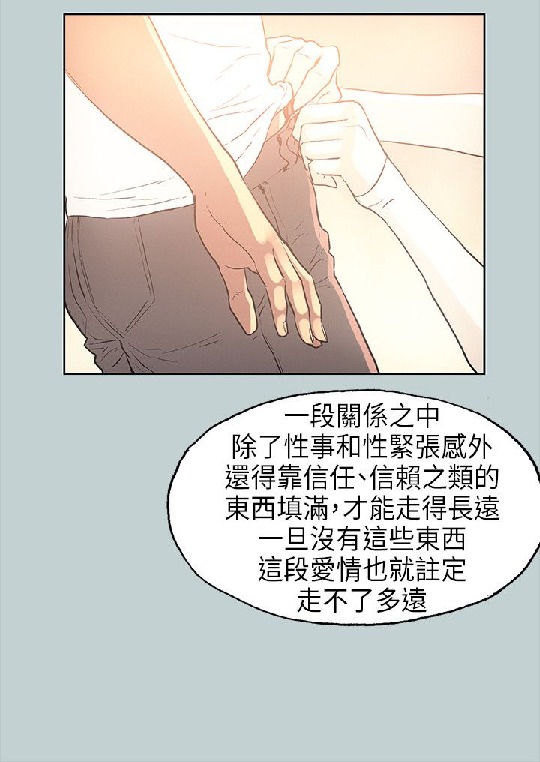 一段關係之中
除了性事和性緊張感外
還得靠信任、信賴之類的
東西填滿,才能走得長遠
一旦沒有這些東西
這段愛情也就註定
走不了多遠